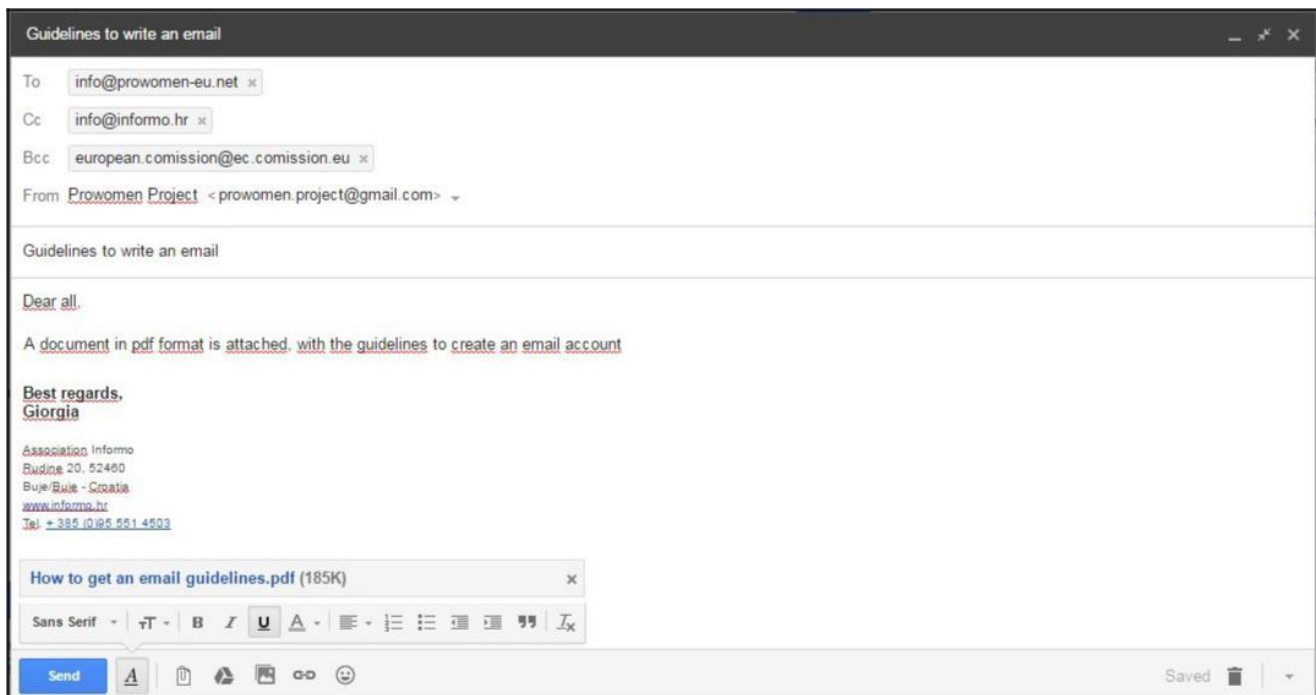 Guidelines to write an email
To info@prowomen-eu.net
Cc info@informo.hr
Bcc european.comission@ec.comission.eu
From Prowomen Project <prowomen.project@gmail.com>
Guidelines to write an email
Dear all,
A document in pdf format is attached, with the guidelines to create an email account
Best regards,
Giorgia
Association Informo
Rudine 20, 52460
Buje/Buie - Croatia
www.informo.hr
Tel. + 385 (0)95 551 4503
How to get an email guidelines.pdf (185K)
Sans Serif
Send
Saved